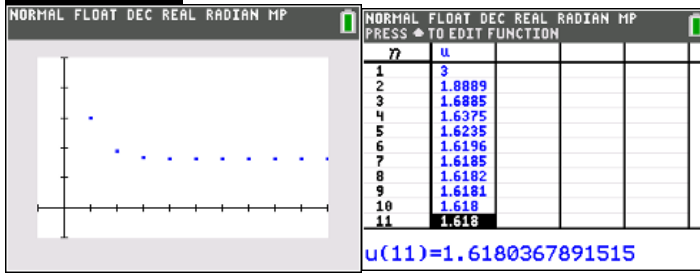 NORMAL FLOAT DEC REAL RADIAN MP
NORMAL FLOAT DEC REAL RADIAN MP
PRESS ♠ TO EDIT FUNCTION
n u
1 3
2 1.8889
3 1.6885
4 1.6375
5 1.6235
6 1.6196
7 1.6185
8 1.6182
9 1.6181
10 1.618
11 1.618
u(11)=1.6180367891515